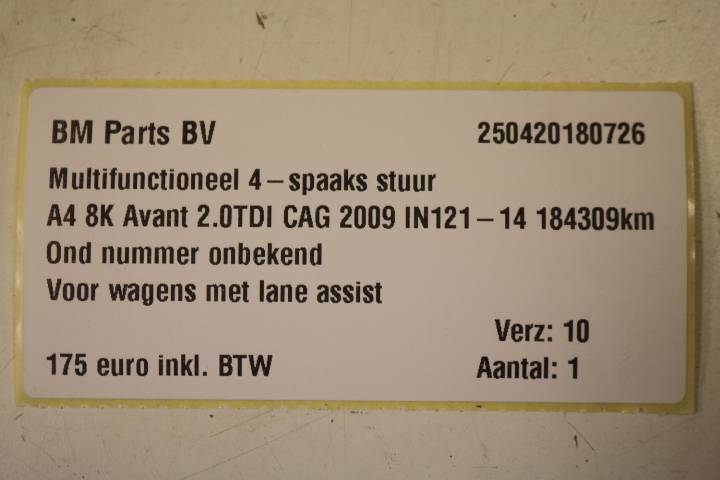 BM Parts BV 250420180726
Multifunctioneel 4-spaaks stuur
A4 8K Avant 2.0TDI CAG 2009 IN121-14 184309km
Ond nummer onbekend
Voor wagens met lane assist
Verz: 10
175 euro inkl. BTW Aantal: 1